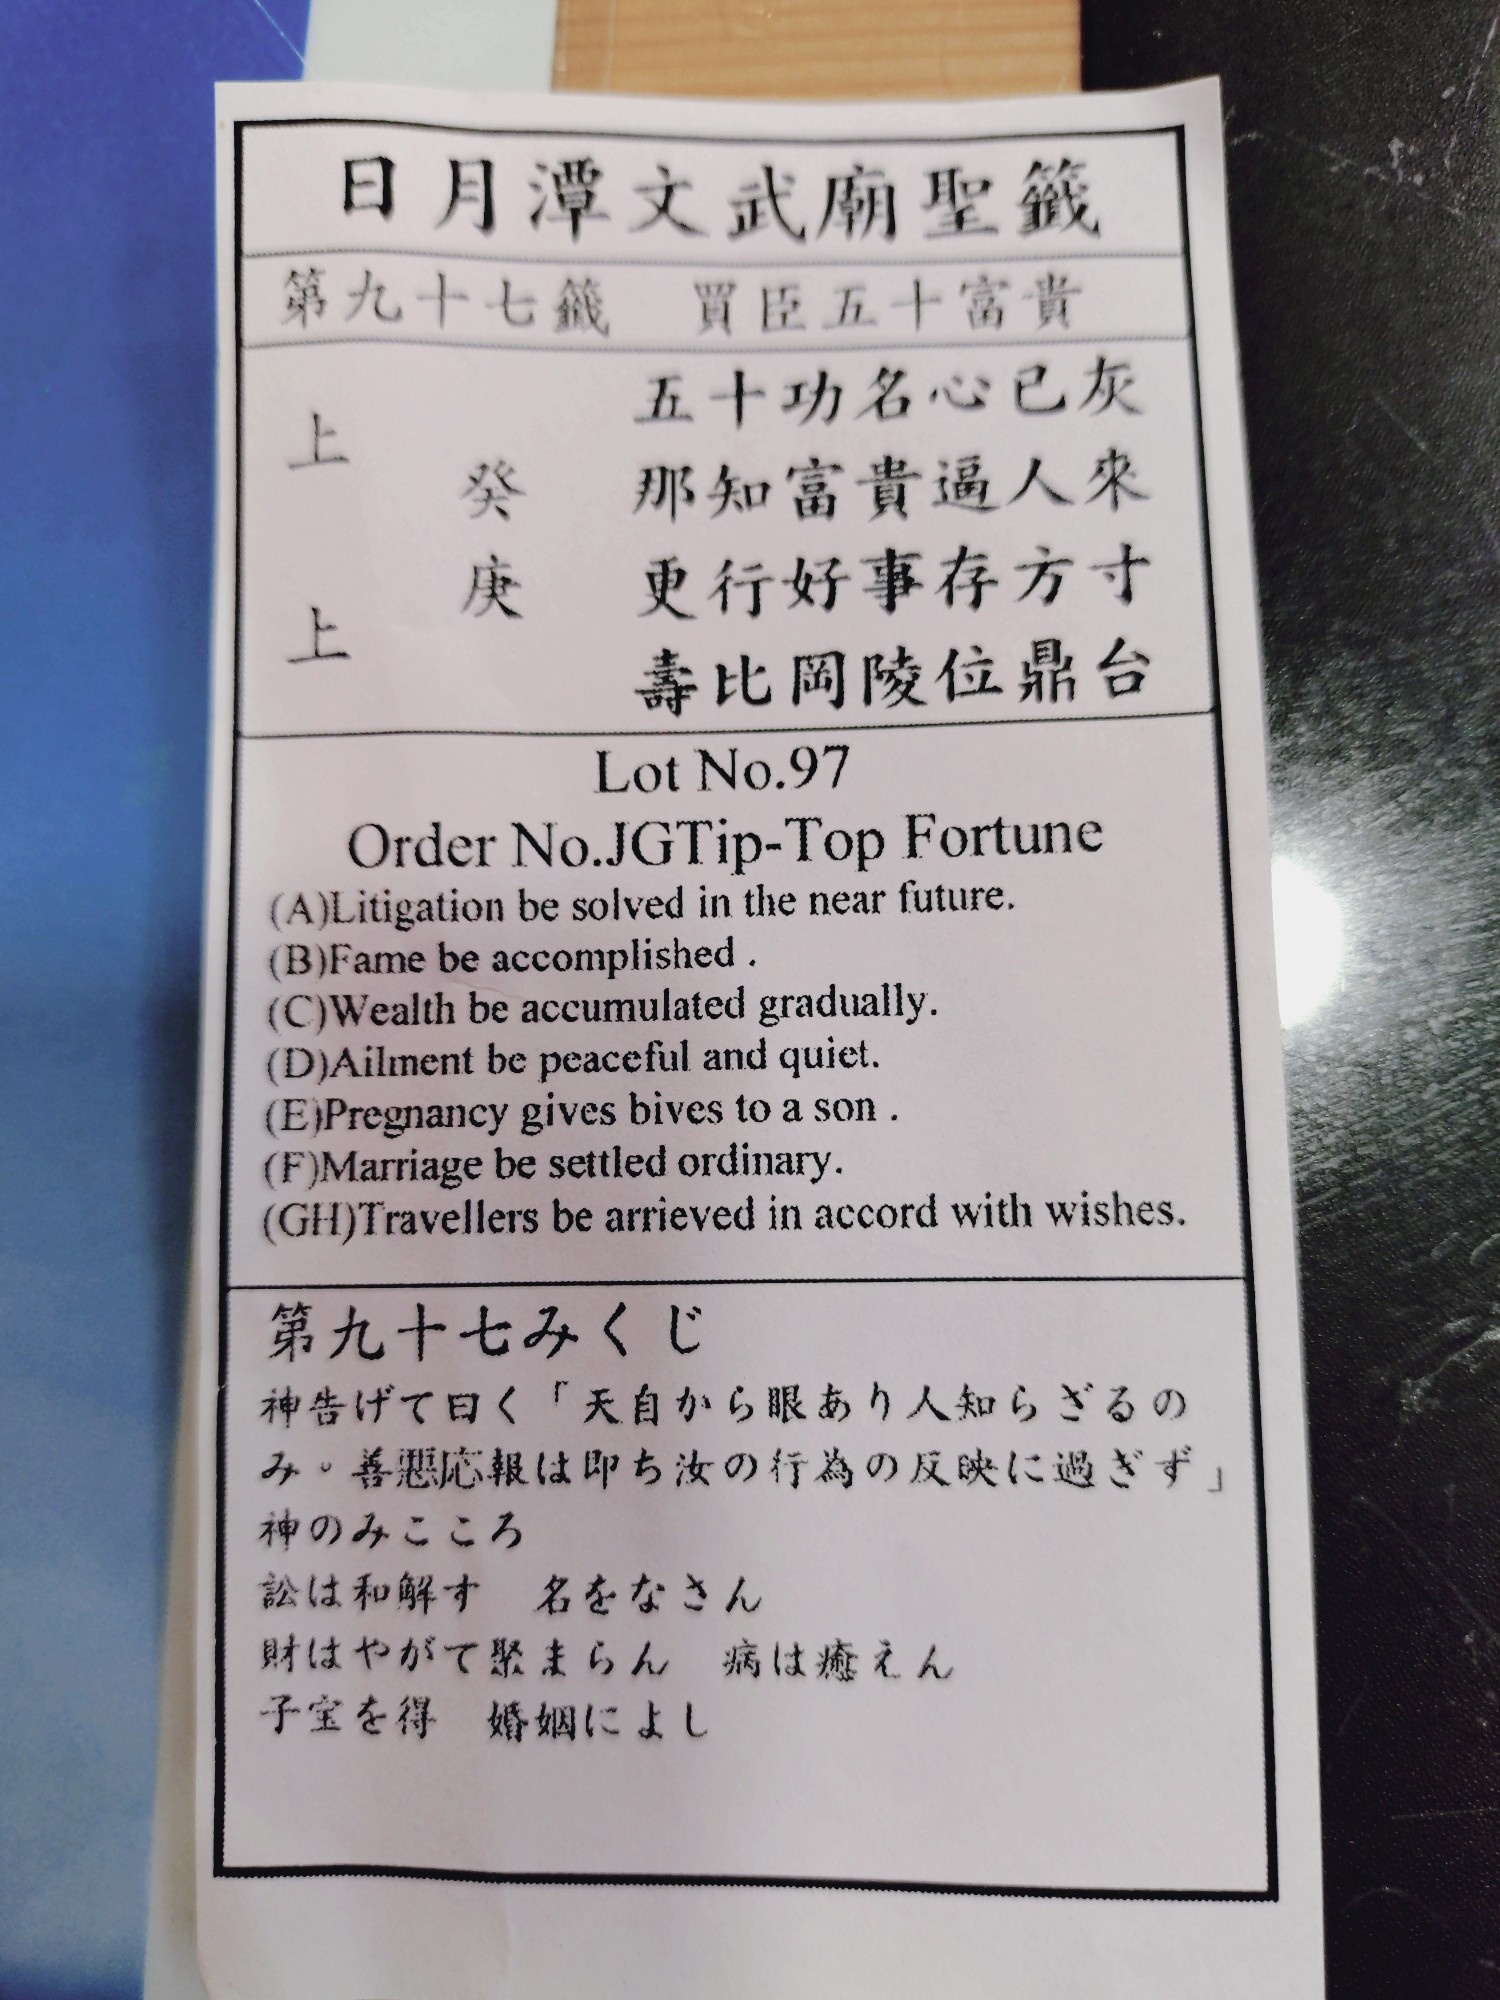 日月潭文武廟聖籤
第九十七籤 買臣五十富貴
上上
癸庚
五十功名心已灰
那知富貴逼人來
更行好事存方寸
壽比岡陵位鼎台
Lot No.97
Order No.JGTip-Top Fortune
(A)Litigation be solved in the near future.
(B)Fame be accomplished .
(C)Wealth be accumulated gradually.
(D)Ailment be peaceful and quiet.
(E)Pregnancy gives bives to a son .
(F)Marriage be settled ordinary.
(GH)Travellers be arrieved in accord with wishes.
第九十七みくじ
神告げて曰く「天自から眼あり人知らざるの
み。善惡応報は即ち汝の行為の反映に過ぎず」
神のみこころ
訟は和解す 名をなさん
財はやがて聚まらん 病は癒えん
子宝を得 婚姻によし